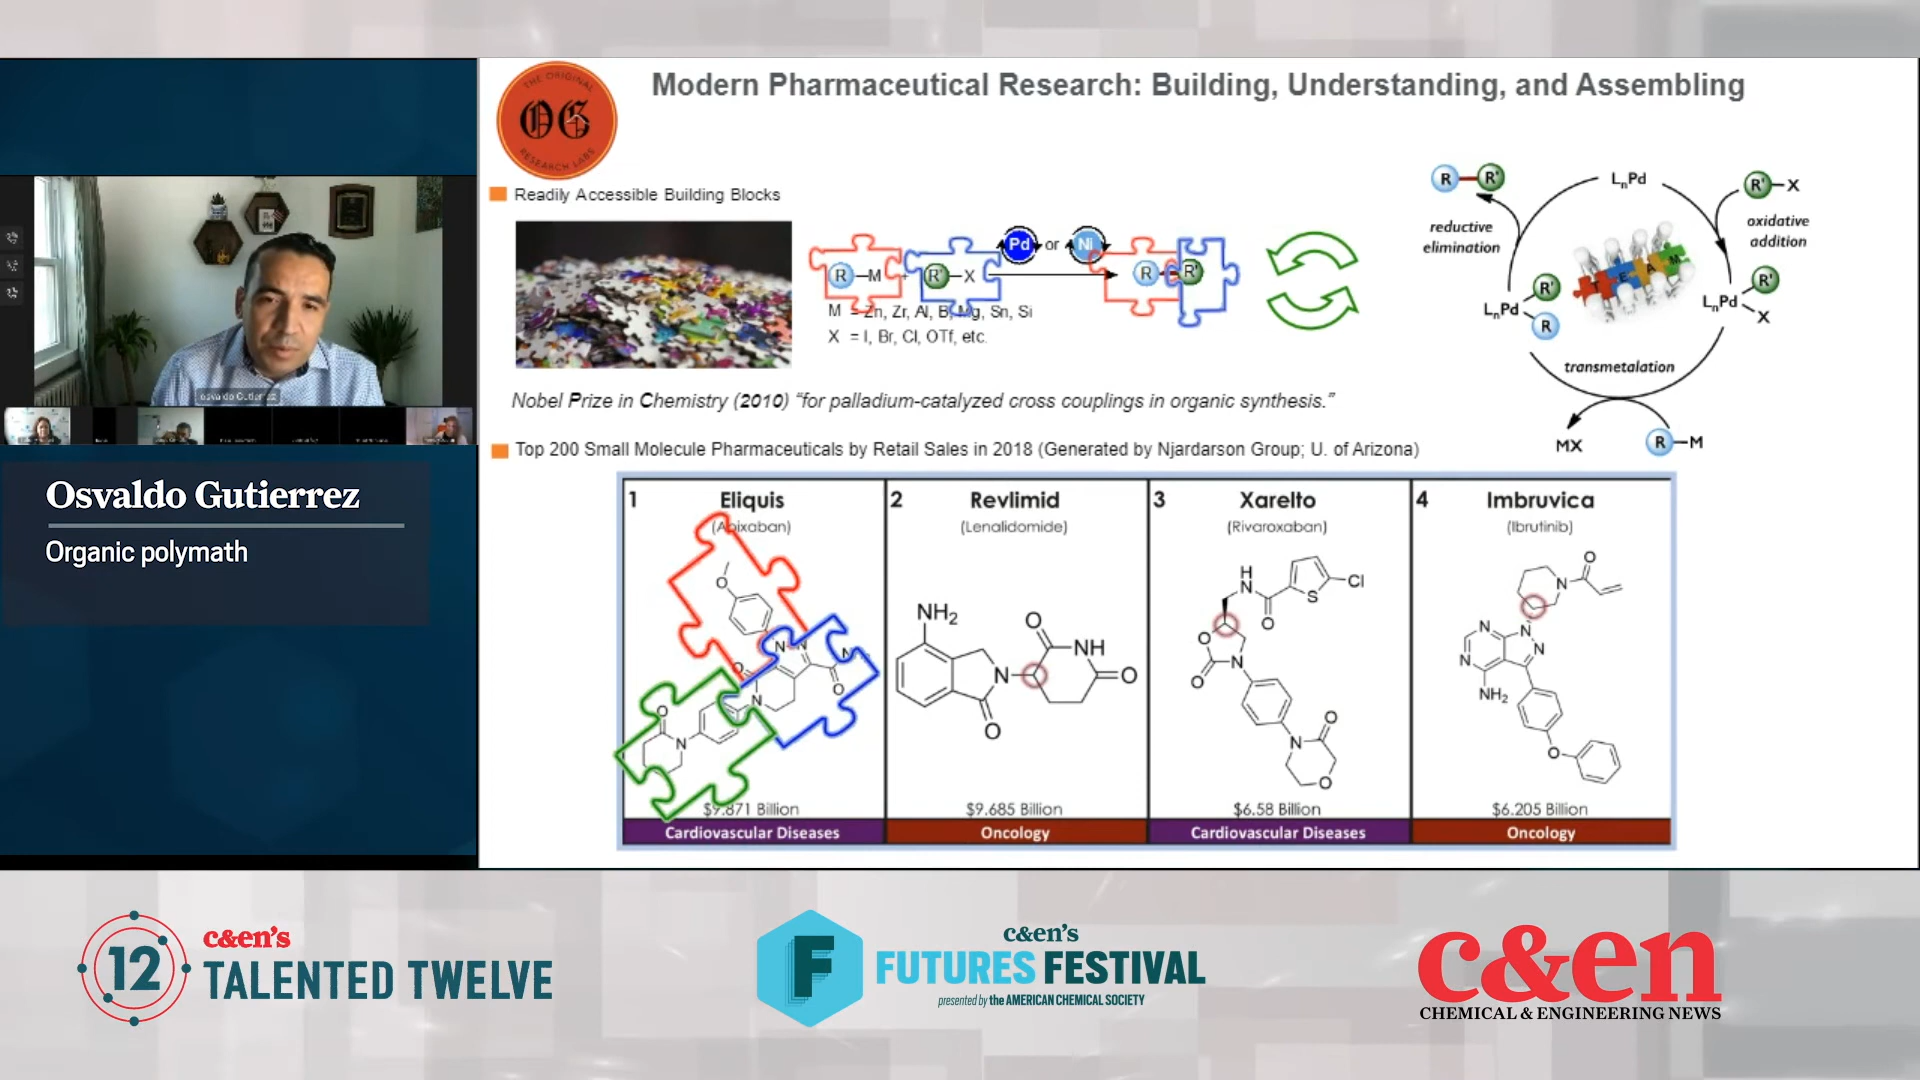 Modern Pharmaceutical Research: Building, Understanding, and Assembling
THE ORIGINAL
OG
RESEARCH LABS
Readily Accessible Building Blocks
R–M + R'–X
Pd or Ni
R–R'
M = Zn, Zr, Al, B, Mg, Sn, Si
X = I, Br, Cl, OTf, etc.
Nobel Prize in Chemistry (2010) “for palladium-catalyzed cross couplings in organic synthesis.”
R–R'
LnPd
R'–X
reductive
elimination
oxidative
addition
TEAM
LnPd
R'
R
LnPd
R'
X
transmetalation
MX
R–M
Top 200 Small Molecule Pharmaceuticals by Retail Sales in 2018 (Generated by Njardarson Group; U. of Arizona)
1
Eliquis
(Apixaban)
O
N
N
N
O
O
N
O
N
$9.871 Billion
Cardiovascular Diseases
2
Revlimid
(Lenalidomide)
NH2
O
NH
N
O
O
$9.685 Billion
Oncology
3
Xarelto
(Rivaroxaban)
H
N
Cl
S
O
O
O
N
O
N
O
$6.58 Billion
Cardiovascular Diseases
4
Imbruvica
(Ibrutinib)
O
N
N
N
N
N
NH2
O
$6.205 Billion
Oncology
osvaldo Gutierrez
Osvaldo Gutierrez
Organic polymath
12
c&en's
TALENTED TWELVE
F
c&en's
FUTURES FESTIVAL
presented by the AMERICAN CHEMICAL SOCIETY
c&en
CHEMICAL & ENGINEERING NEWS